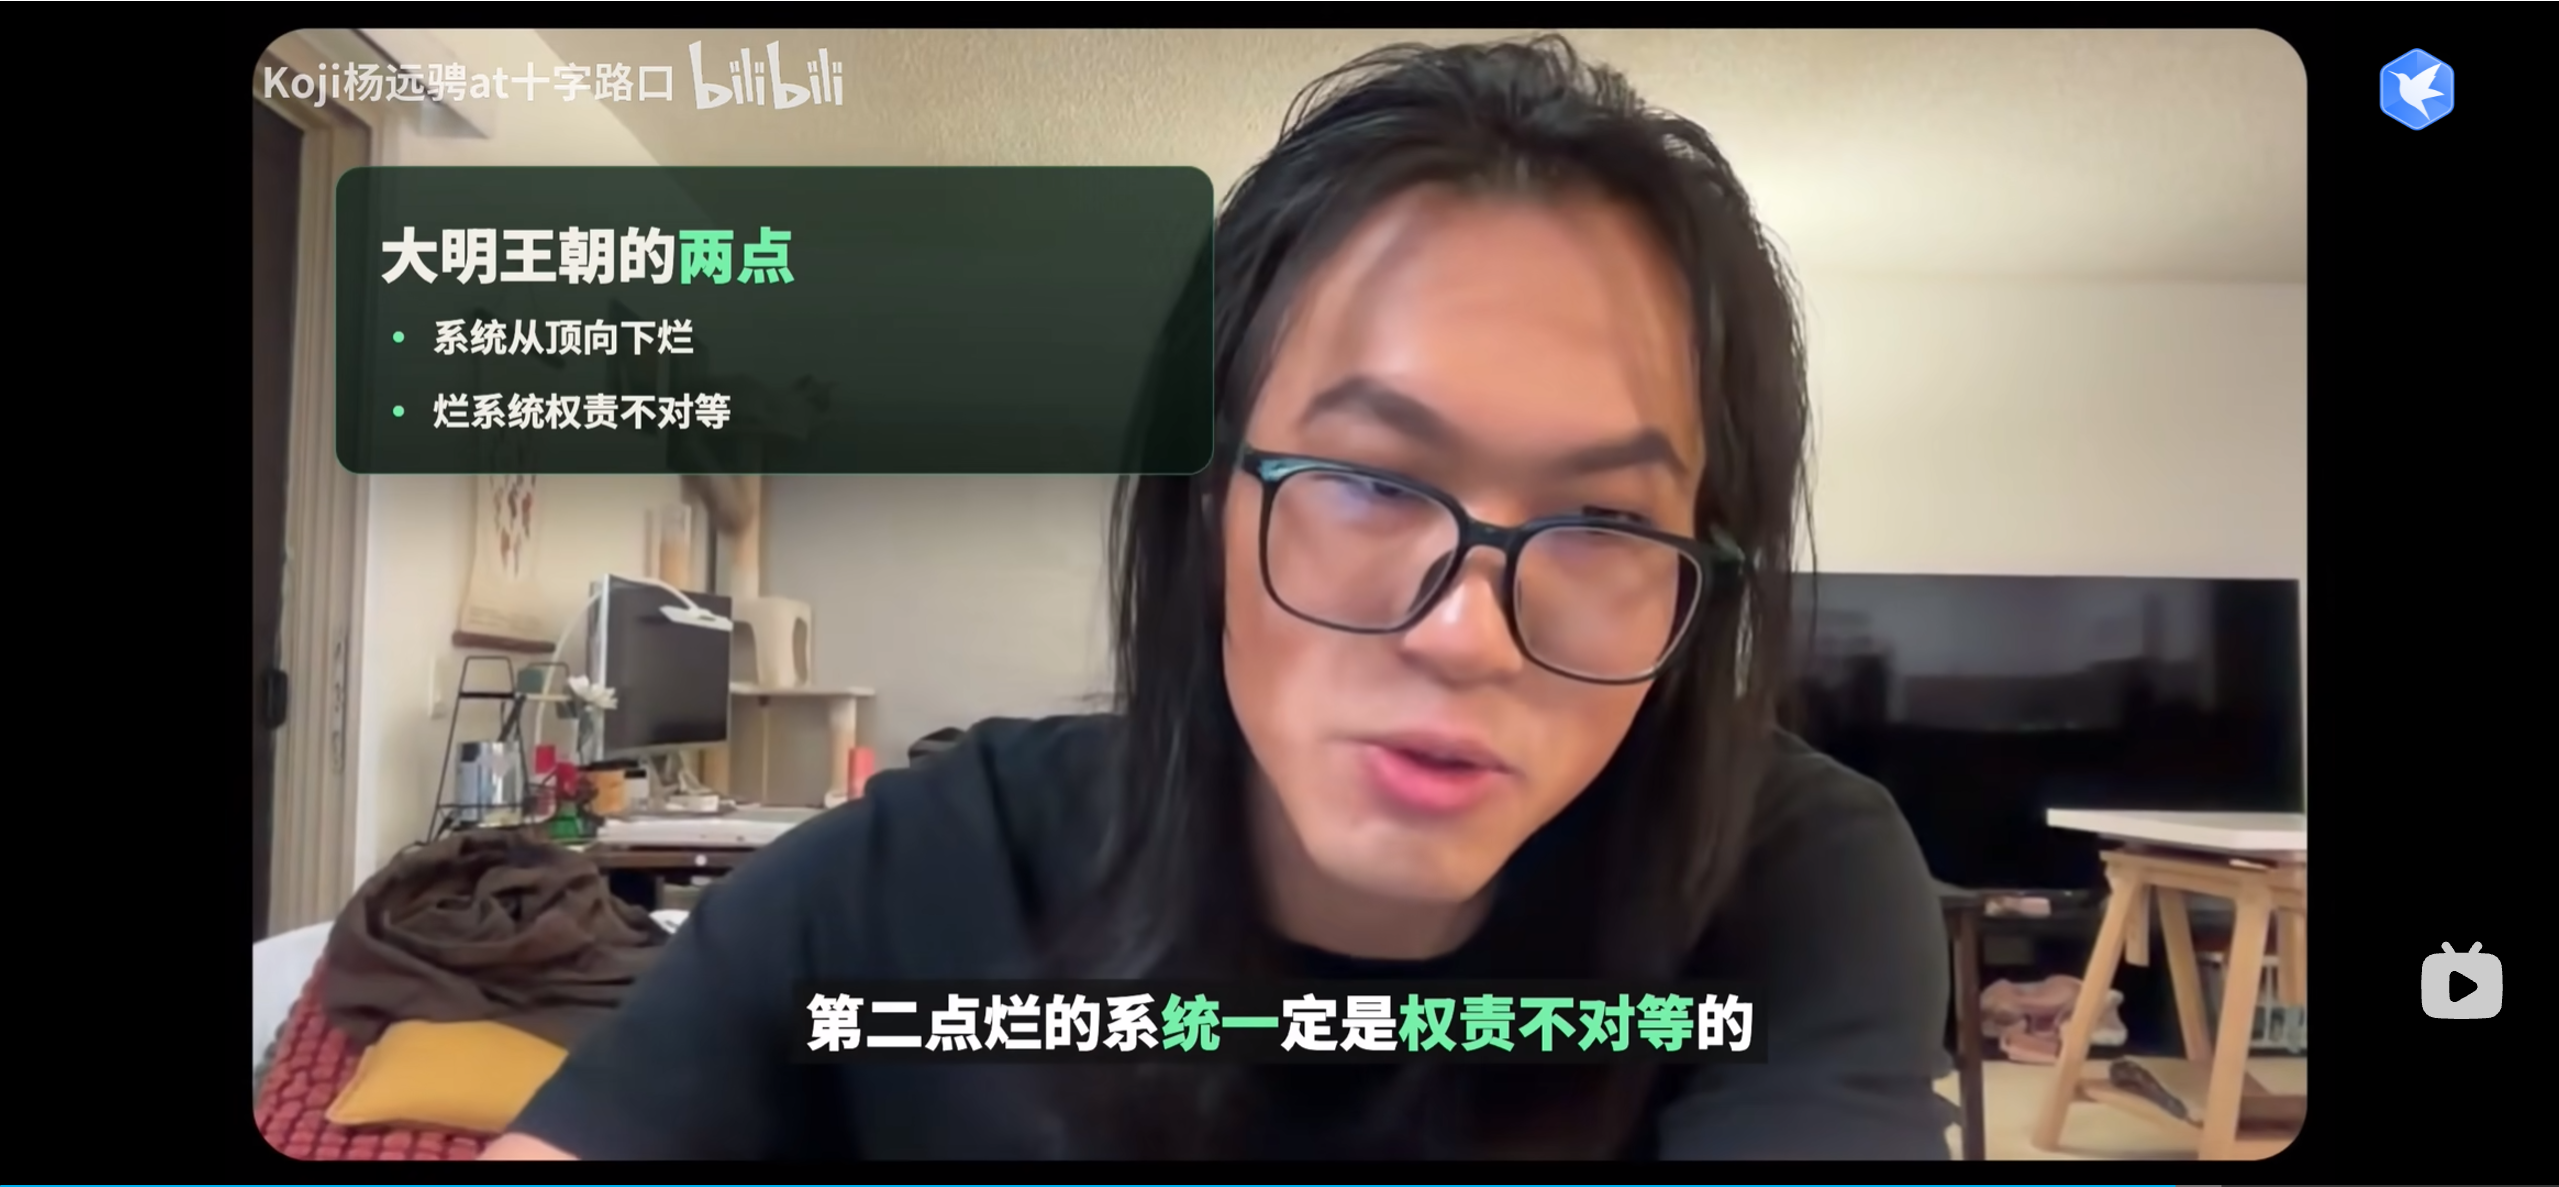 Koji杨远骋at十字路口 bilibili
大明王朝的两点
• 系统从顶向下烂
• 烂系统权责不对等
第二点烂的系统一定是权责不对等的